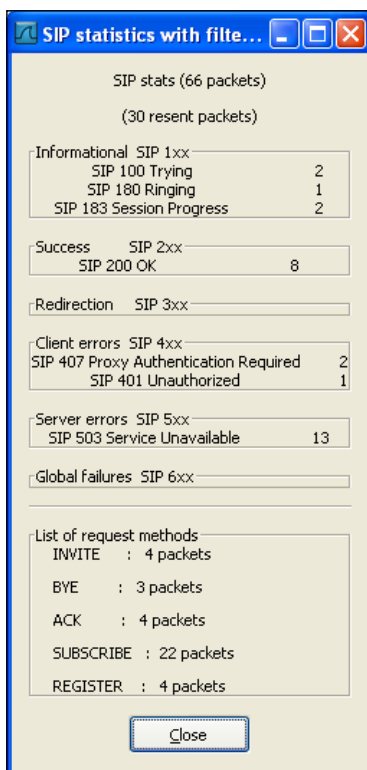 SIP statistics with filte...
SIP stats (66 packets)
(30 resent packets)
Informational SIP 1xx
SIP 100 Trying 2
SIP 180 Ringing 1
SIP 183 Session Progress 2
Success SIP 2xx
SIP 200 OK 8
Redirection SIP 3xx
Client errors SIP 4xx
SIP 407 Proxy Authentication Required 2
SIP 401 Unauthorized 1
Server errors SIP 5xx
SIP 503 Service Unavailable 13
Global failures SIP 6xx
List of request methods
INVITE : 4 packets
BYE : 3 packets
ACK : 4 packets
SUBSCRIBE : 22 packets
REGISTER : 4 packets
Close